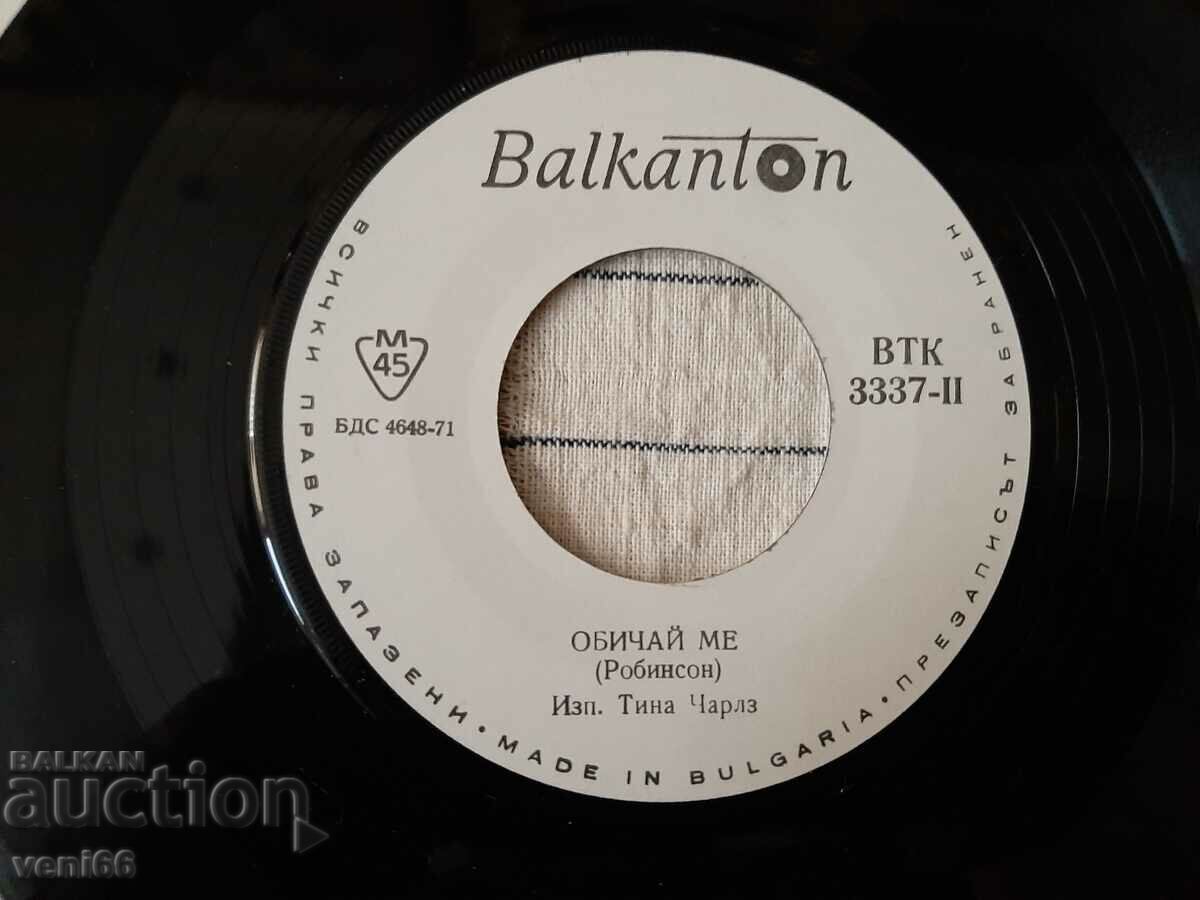 Balkanton
ВСИЧКИ ПРАВА ЗАПАЗЕНИ • MADE IN BULGARIA • ПРЕЗАПИСЪТ ЗАБРАНЕН
М
45
БДС 4648-71
ВТК
3337-II
ОБИЧАЙ МЕ
(Робинсон)
Изп. Тина Чарлз
BALKAN
auction
veni66